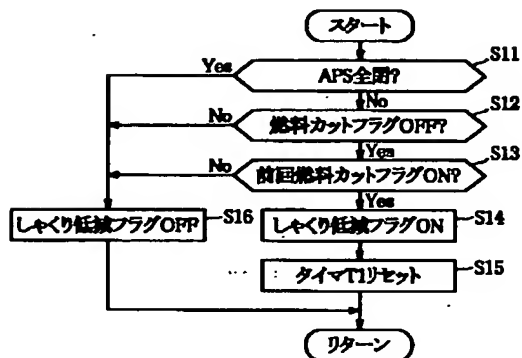 スタート
S11
Yes
APS全閉?
No
S12
No
燃料カットフラグOFF?
Yes
S13
No
前回燃料カットフラグON?
Yes
しゃくり低減フラグOFF
S16
しゃくり低減フラグON
S14
タイマT1リセット
S15
リターン